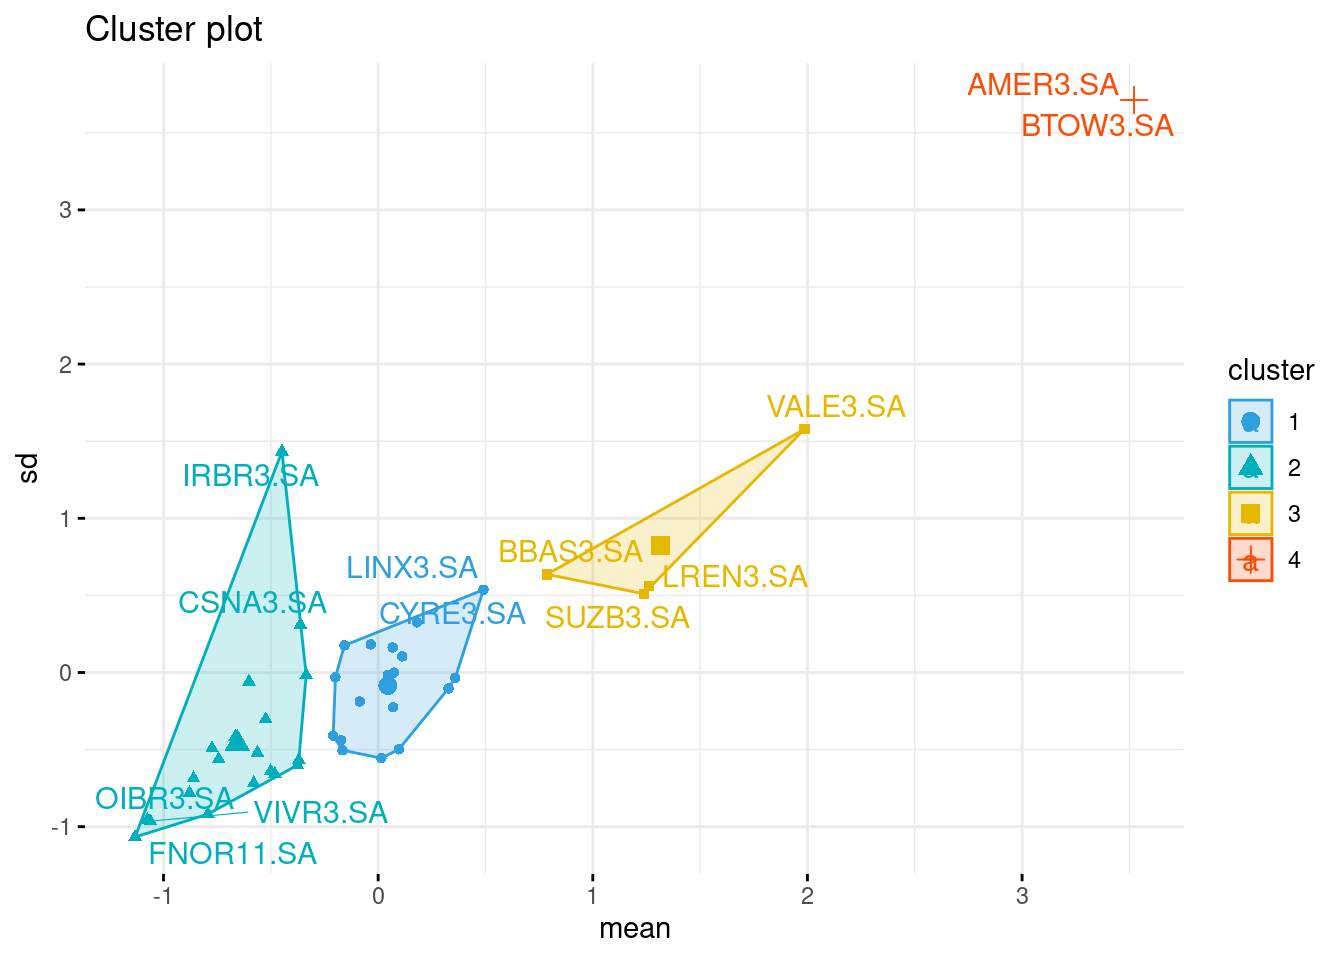 Cluster plot
AMER3.SA
BTOW3.SA
3
2
VALE3.SA
IRBR3.SA
1
BBAS3.SA
LINX3.SA
LREN3.SA
CSNA3.SA
CYRE3.SA
SUZB3.SA
0
OIBR3.SA
VIVR3.SA
-1
FNOR11.SA
-1 0 1 2 3
mean
sd
cluster
1
2
3
4